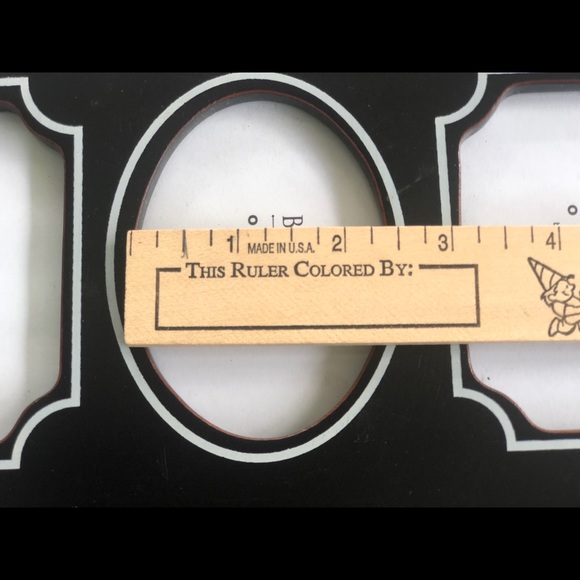 B
1 MADE IN U.S.A. 2 3 4
THIS RULER COLORED BY: